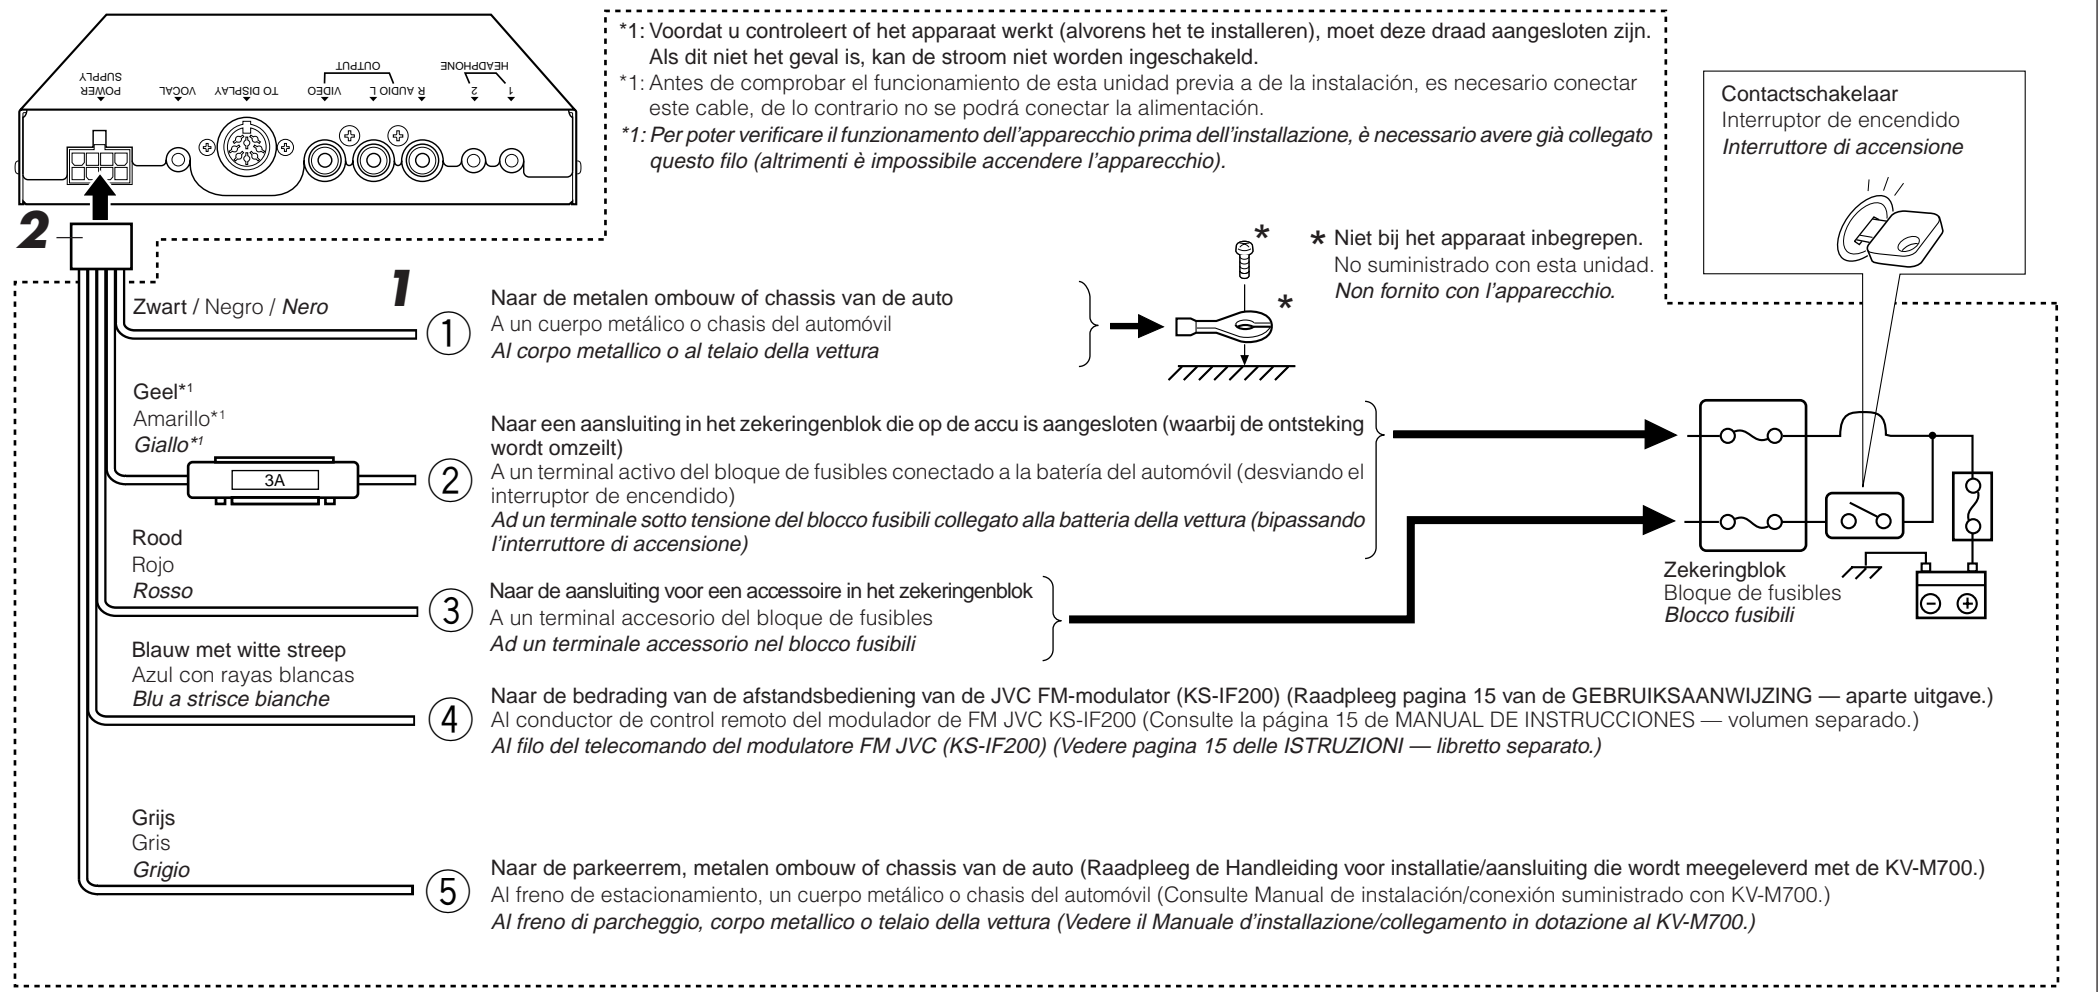 POWER
SUPPLY
VOCAL
TO DISPLAY
VIDEO
OUTPUT
L AUDIO R
2
1
HEADPHONE
*1: Voordat u controleert of het apparaat werkt (alvorens het te installeren), moet deze draad aangesloten zijn.
Als dit niet het geval is, kan de stroom niet worden ingeschakeld.
*1: Antes de comprobar el funcionamiento de esta unidad previa a de la instalación, es necesario conectar
este cable, de lo contrario no se podrá conectar la alimentación.
*1: Per poter verificare il funzionamento dell'apparecchio prima dell'installazione, è necessario avere già collegato
questo filo (altrimenti è impossibile accendere l'apparecchio).
Contactschakelaar
Interruptor de encendido
Interruttore di accensione
2
1
*
*
* Niet bij het apparaat inbegrepen.
No suministrado con esta unidad.
Non fornito con l'apparecchio.
Zwart / Negro / Nero
①
Naar de metalen ombouw of chassis van de auto
A un cuerpo metálico o chasis del automóvil
Al corpo metallico o al telaio della vettura
Geel*1
Amarillo*1
Giallo*1
3A
②
Naar een aansluiting in het zekeringenblok die op de accu is aangesloten (waarbij de ontsteking
wordt omzeilt)
A un terminal activo del bloque de fusibles conectado a la batería del automóvil (desviando el
interruptor de encendido)
Ad un terminale sotto tensione del blocco fusibili collegato alla batteria della vettura (bipassando
l'interruttore di accensione)
Rood
Rojo
Rosso
③
Naar de aansluiting voor een accessoire in het zekeringenblok
A un terminal accesorio del bloque de fusibles
Ad un terminale accessorio nel blocco fusibili
Zekeringblok
Bloque de fusibles
Blocco fusibili
Blauw met witte streep
Azul con rayas blancas
Blu a strisce bianche
④
Naar de bedrading van de afstandsbediening van de JVC FM-modulator (KS-IF200) (Raadpleeg pagina 15 van de GEBRUIKSAANWIJZING — aparte uitgave.)
Al conductor de control remoto del modulador de FM JVC KS-IF200 (Consulte la página 15 de MANUAL DE INSTRUCCIONES — volumen separado.)
Al filo del telecomando del modulatore FM JVC (KS-IF200) (Vedere pagina 15 delle ISTRUZIONI — libretto separato.)
Grijs
Gris
Grigio
⑤
Naar de parkeerrem, metalen ombouw of chassis van de auto (Raadpleeg de Handleiding voor installatie/aansluiting die wordt meegeleverd met de KV-M700.)
Al freno de estacionamiento, un cuerpo metálico o chasis del automóvil (Consulte Manual de instalación/conexión suministrado con KV-M700.)
Al freno di parcheggio, corpo metallico o telaio della vettura (Vedere il Manuale d'installazione/collegamento in dotazione al KV-M700.)